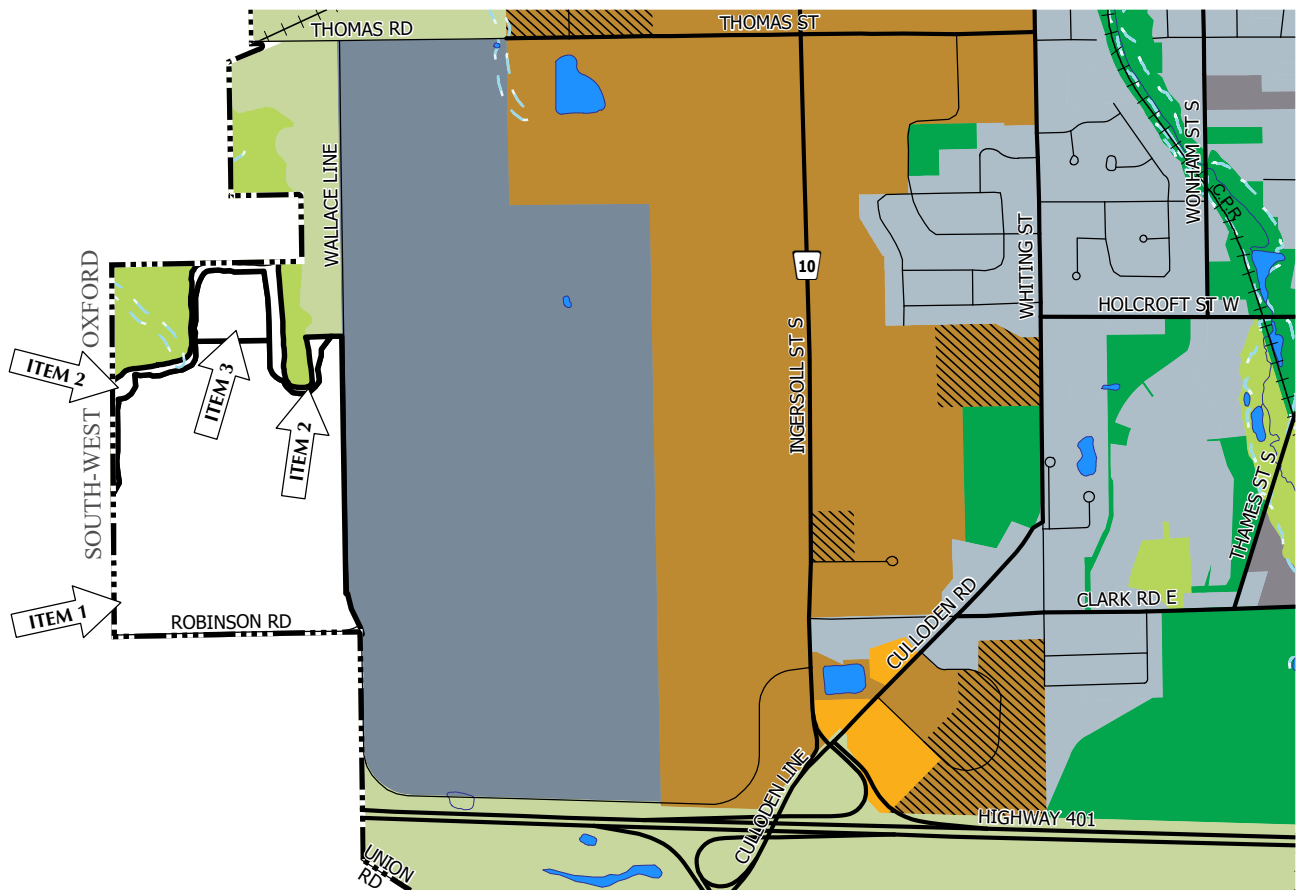 THOMAS RD
THOMAS ST
WALLACE LINE
WONHAM ST S
C.P.R
10
WHITING ST
HOLCROFT ST W
SOUTH-WEST OXFORD
ITEM 2
ITEM 3
ITEM 2
INGERSOLL ST S
THAMES ST S
ITEM 1
ROBINSON RD
CLARK RD E
CULLODEN RD
CULLODEN LINE
HIGHWAY 401
UNION
RD